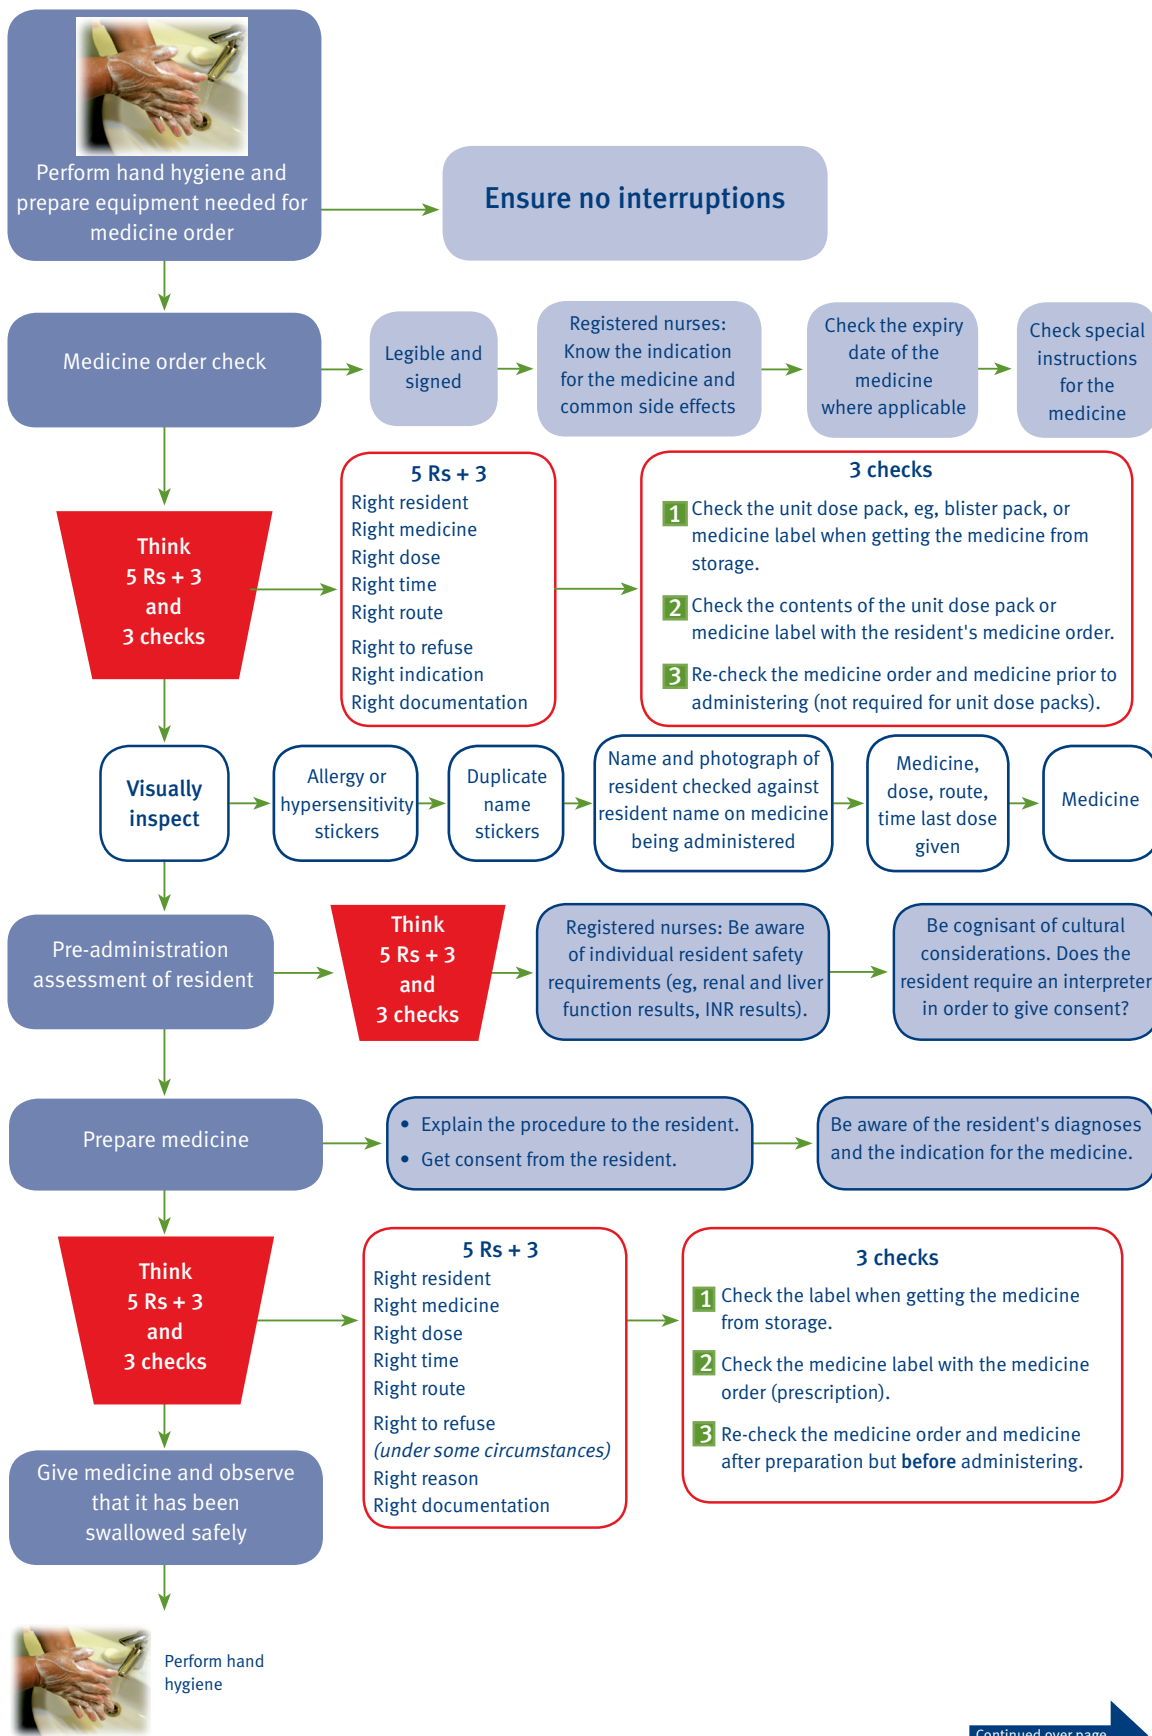 Perform hand hygiene and
prepare equipment needed for
medicine order
Ensure no interruptions
Medicine order check
Legible and
signed
Registered nurses:
Know the indication
for the medicine and
common side effects
Check the expiry
date of the
medicine
where applicable
Check special
instructions
for the
medicine
Think
5 Rs + 3
and
3 checks
5 Rs + 3
Right resident
Right medicine
Right dose
Right time
Right route
Right to refuse
Right indication
Right documentation
3 checks
1 Check the unit dose pack, eg, blister pack, or
medicine label when getting the medicine from
storage.
2 Check the contents of the unit dose pack or
medicine label with the resident's medicine order.
3 Re-check the medicine order and medicine prior to
administering (not required for unit dose packs).
Visually
inspect
Allergy or
hypersensitivity
stickers
Duplicate
name
stickers
Name and photograph of
resident checked against
resident name on medicine
being administered
Medicine,
dose, route,
time last dose
given
Medicine
Pre-administration
assessment of resident
Think
5 Rs + 3
and
3 checks
Registered nurses: Be aware
of individual resident safety
requirements (eg, renal and liver
function results, INR results).
Be cognisant of cultural
considerations. Does the
resident require an interpreter
in order to give consent?
Prepare medicine
• Explain the procedure to the resident.
• Get consent from the resident.
Be aware of the resident's diagnoses
and the indication for the medicine.
Think
5 Rs + 3
and
3 checks
5 Rs + 3
Right resident
Right medicine
Right dose
Right time
Right route
Right to refuse
(under some circumstances)
Right reason
Right documentation
3 checks
1 Check the label when getting the medicine
from storage.
2 Check the medicine label with the medicine
order (prescription).
3 Re-check the medicine order and medicine
after preparation but before administering.
Give medicine and observe
that it has been
swallowed safely
Perform hand
hygiene
Continued over page